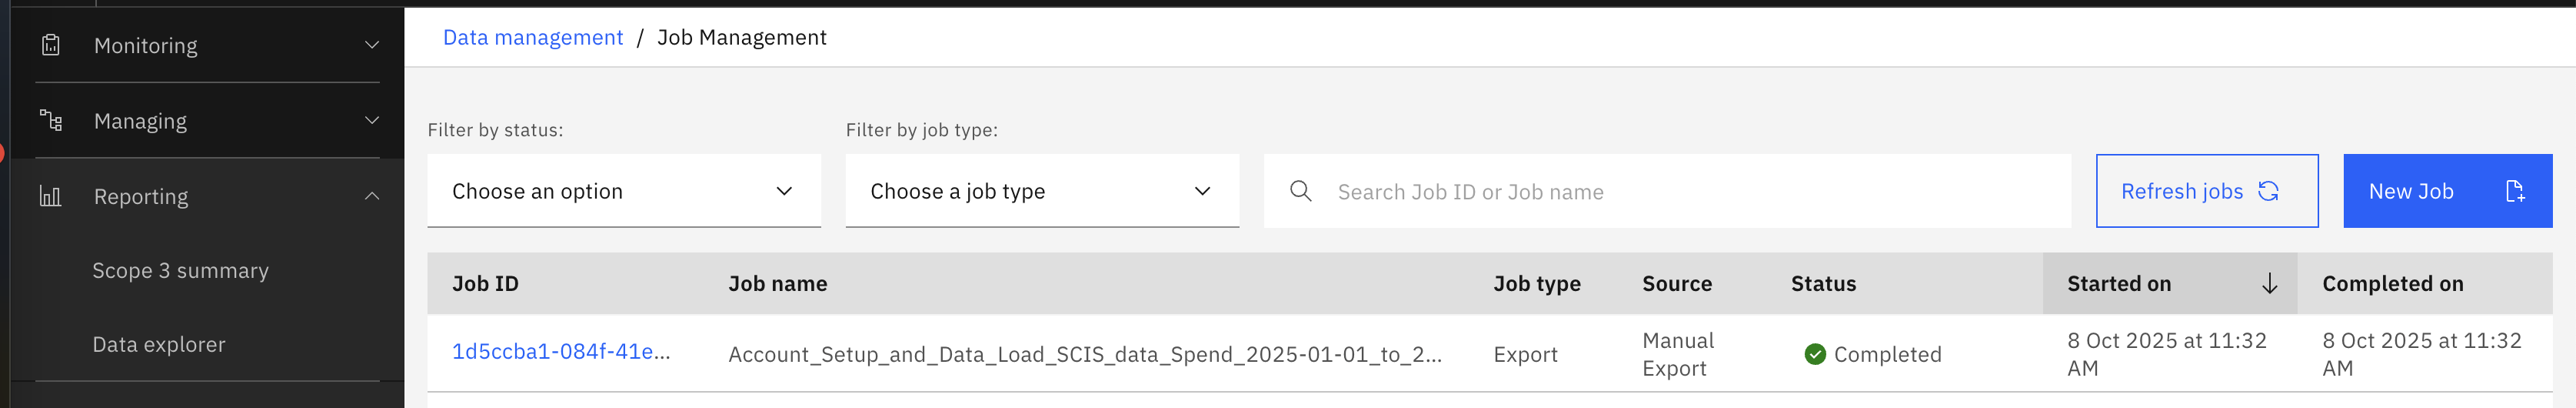 Monitoring
Managing
Reporting
Scope 3 summary
Data explorer
Data management / Job Management
Filter by status:
Filter by job type:
Choose an option
Choose a job type
Search Job ID or Job name
Refresh jobs
New Job
Job ID Job name Job type Source Status Started on Completed on
1d5ccba1-084f-41e... Account_Setup_and_Data_Load_SCIS_data_Spend_2025-01-01_to_2... Export Manual Export Completed 8 Oct 2025 at 11:32 AM 8 Oct 2025 at 11:32 AM